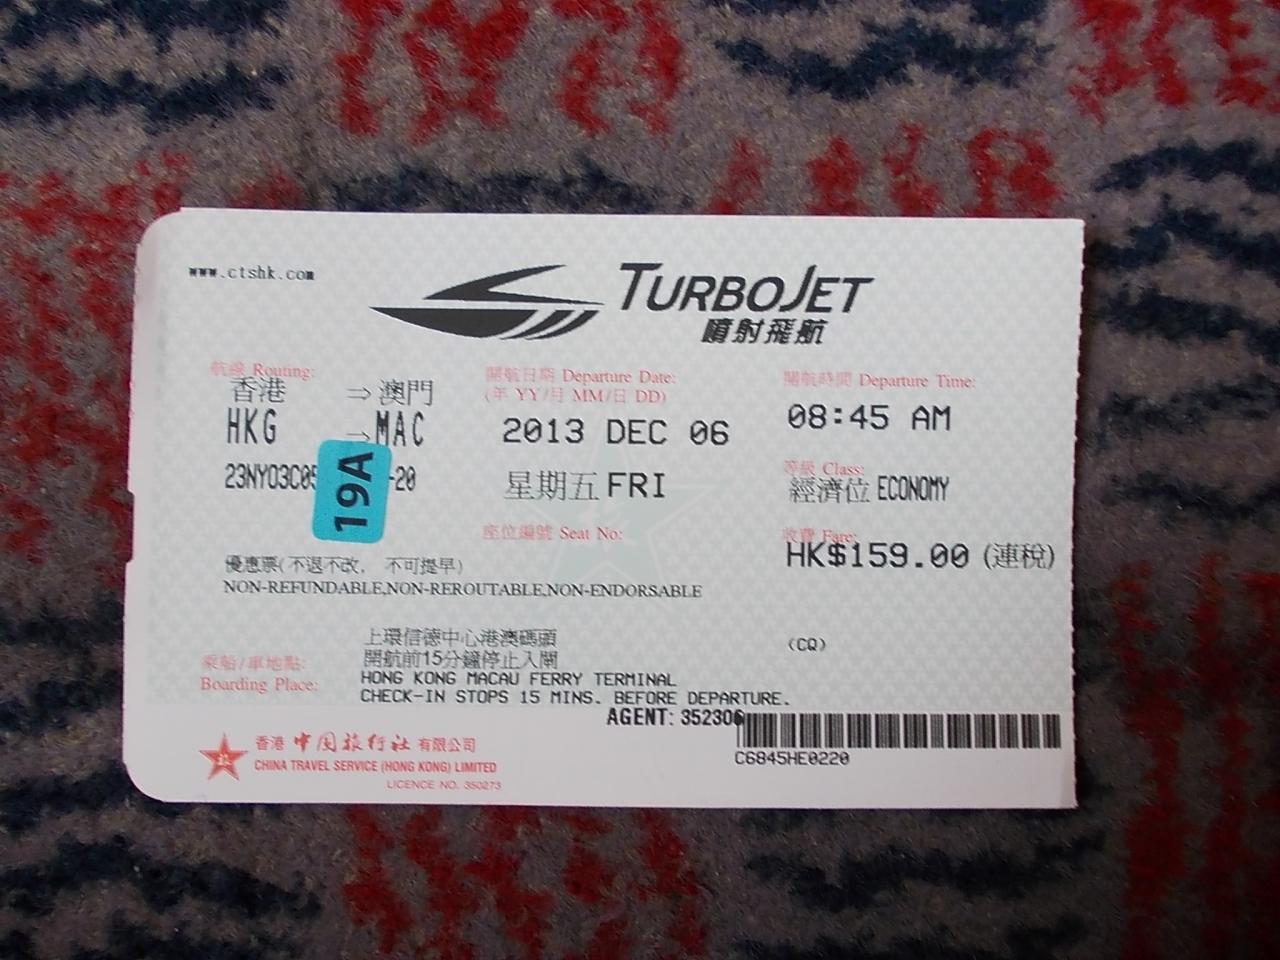 www.ctshk.com
TURBOJET
噴射飛航
航線 Routing:
香港 ⇒ 澳門
HKG → MAC
23NY03C05
-20
19A
開航日期 Departure Date:
(年 YY/月 MM/日 DD)
2013 DEC 06
星期五 FRI
座位編號 Seat No:
開航時間 Departure Time:
08:45 AM
等級 Class:
經濟位 ECONOMY
收費 Fare:
HK$159.00 (連稅)
優惠票(不退不改, 不可提早)
NON-REFUNDABLE,NON-REROUTABLE,NON-ENDORSABLE
乘船/車地點:
Boarding Place:
上環信德中心港澳碼頭
開航前15分鐘停止入閘
HONG KONG MACAU FERRY TERMINAL
CHECK-IN STOPS 15 MINS. BEFORE DEPARTURE.
(CQ)
AGENT: 352306
C6845HE0220
香港中国旅行社有限公司
CHINA TRAVEL SERVICE (HONG KONG) LIMITED
LICENCE NO. 350273